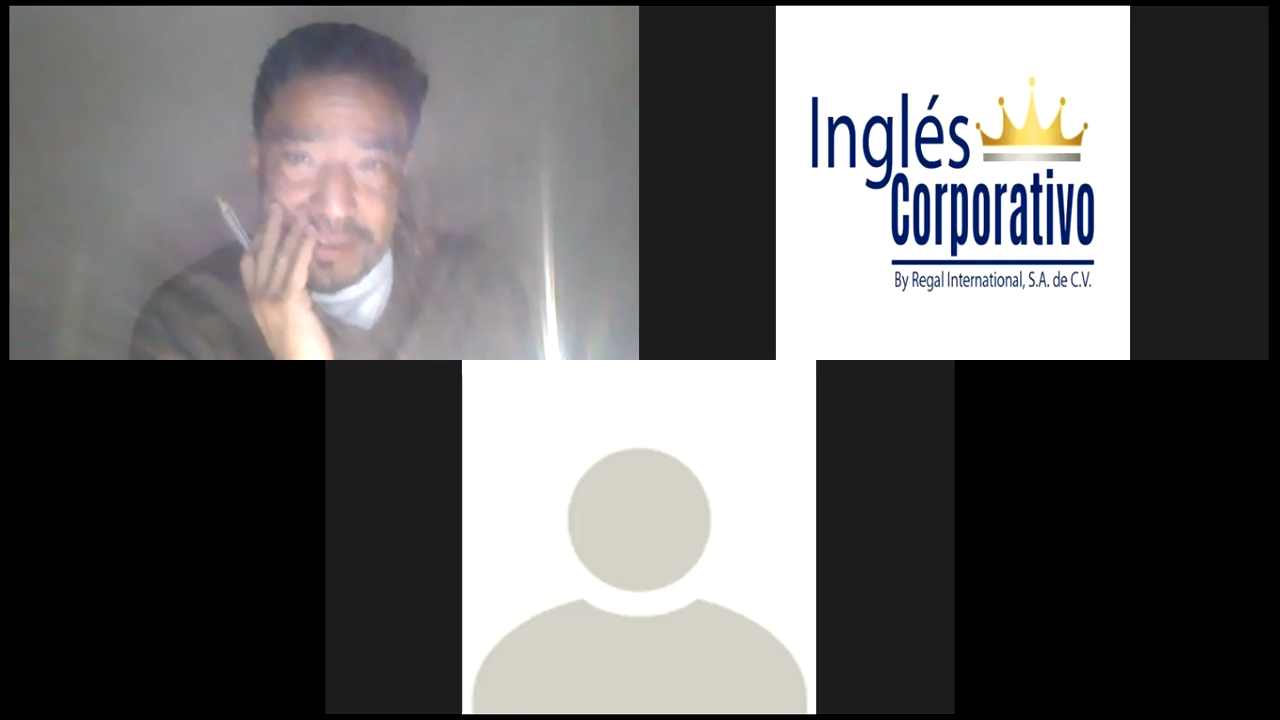 Inglés
Corporativo
By Regal International, S.A. de C.V.